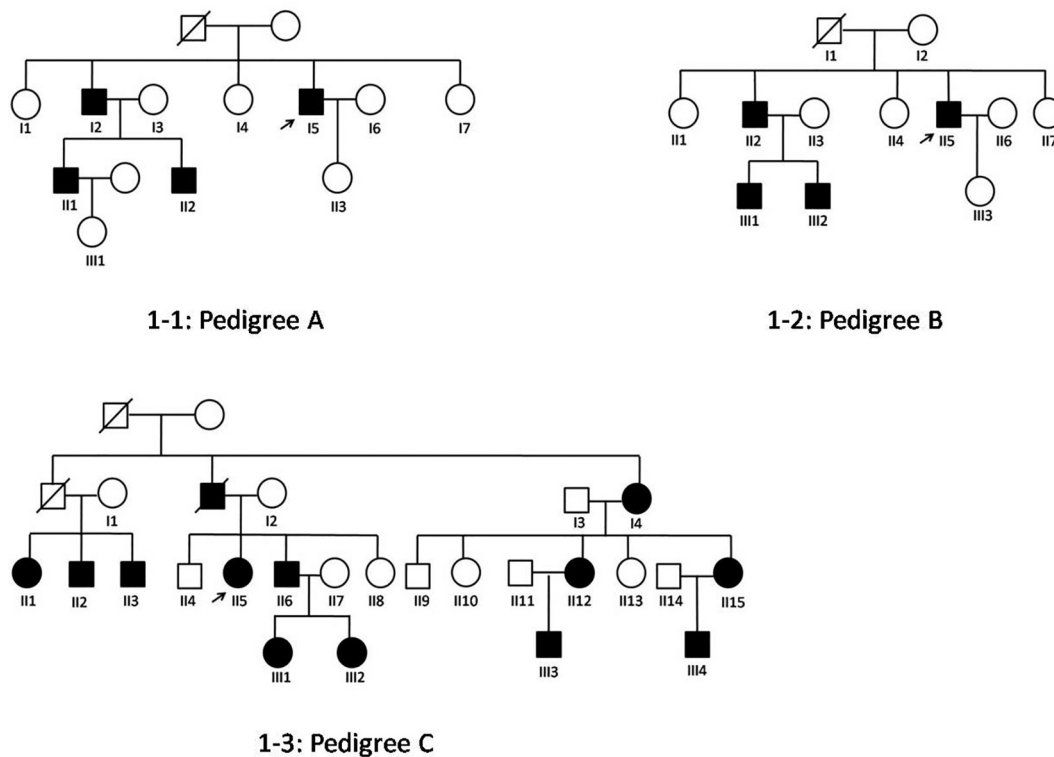 I1 I2
I1 I2 I3 I4 I5 I6 I7
II1 II2 II3 II4 II5 II6 II7
II1 II2 II3
III1 III2 III3
III1
1-1: Pedigree A
1-2: Pedigree B
I1 I2 I3 I4
II1 II2 II3 II4 II5 II6 II7 II8 II9 II10 II11 II12 II13 II14 II15
III1 III2 III3 III4
1-3: Pedigree C